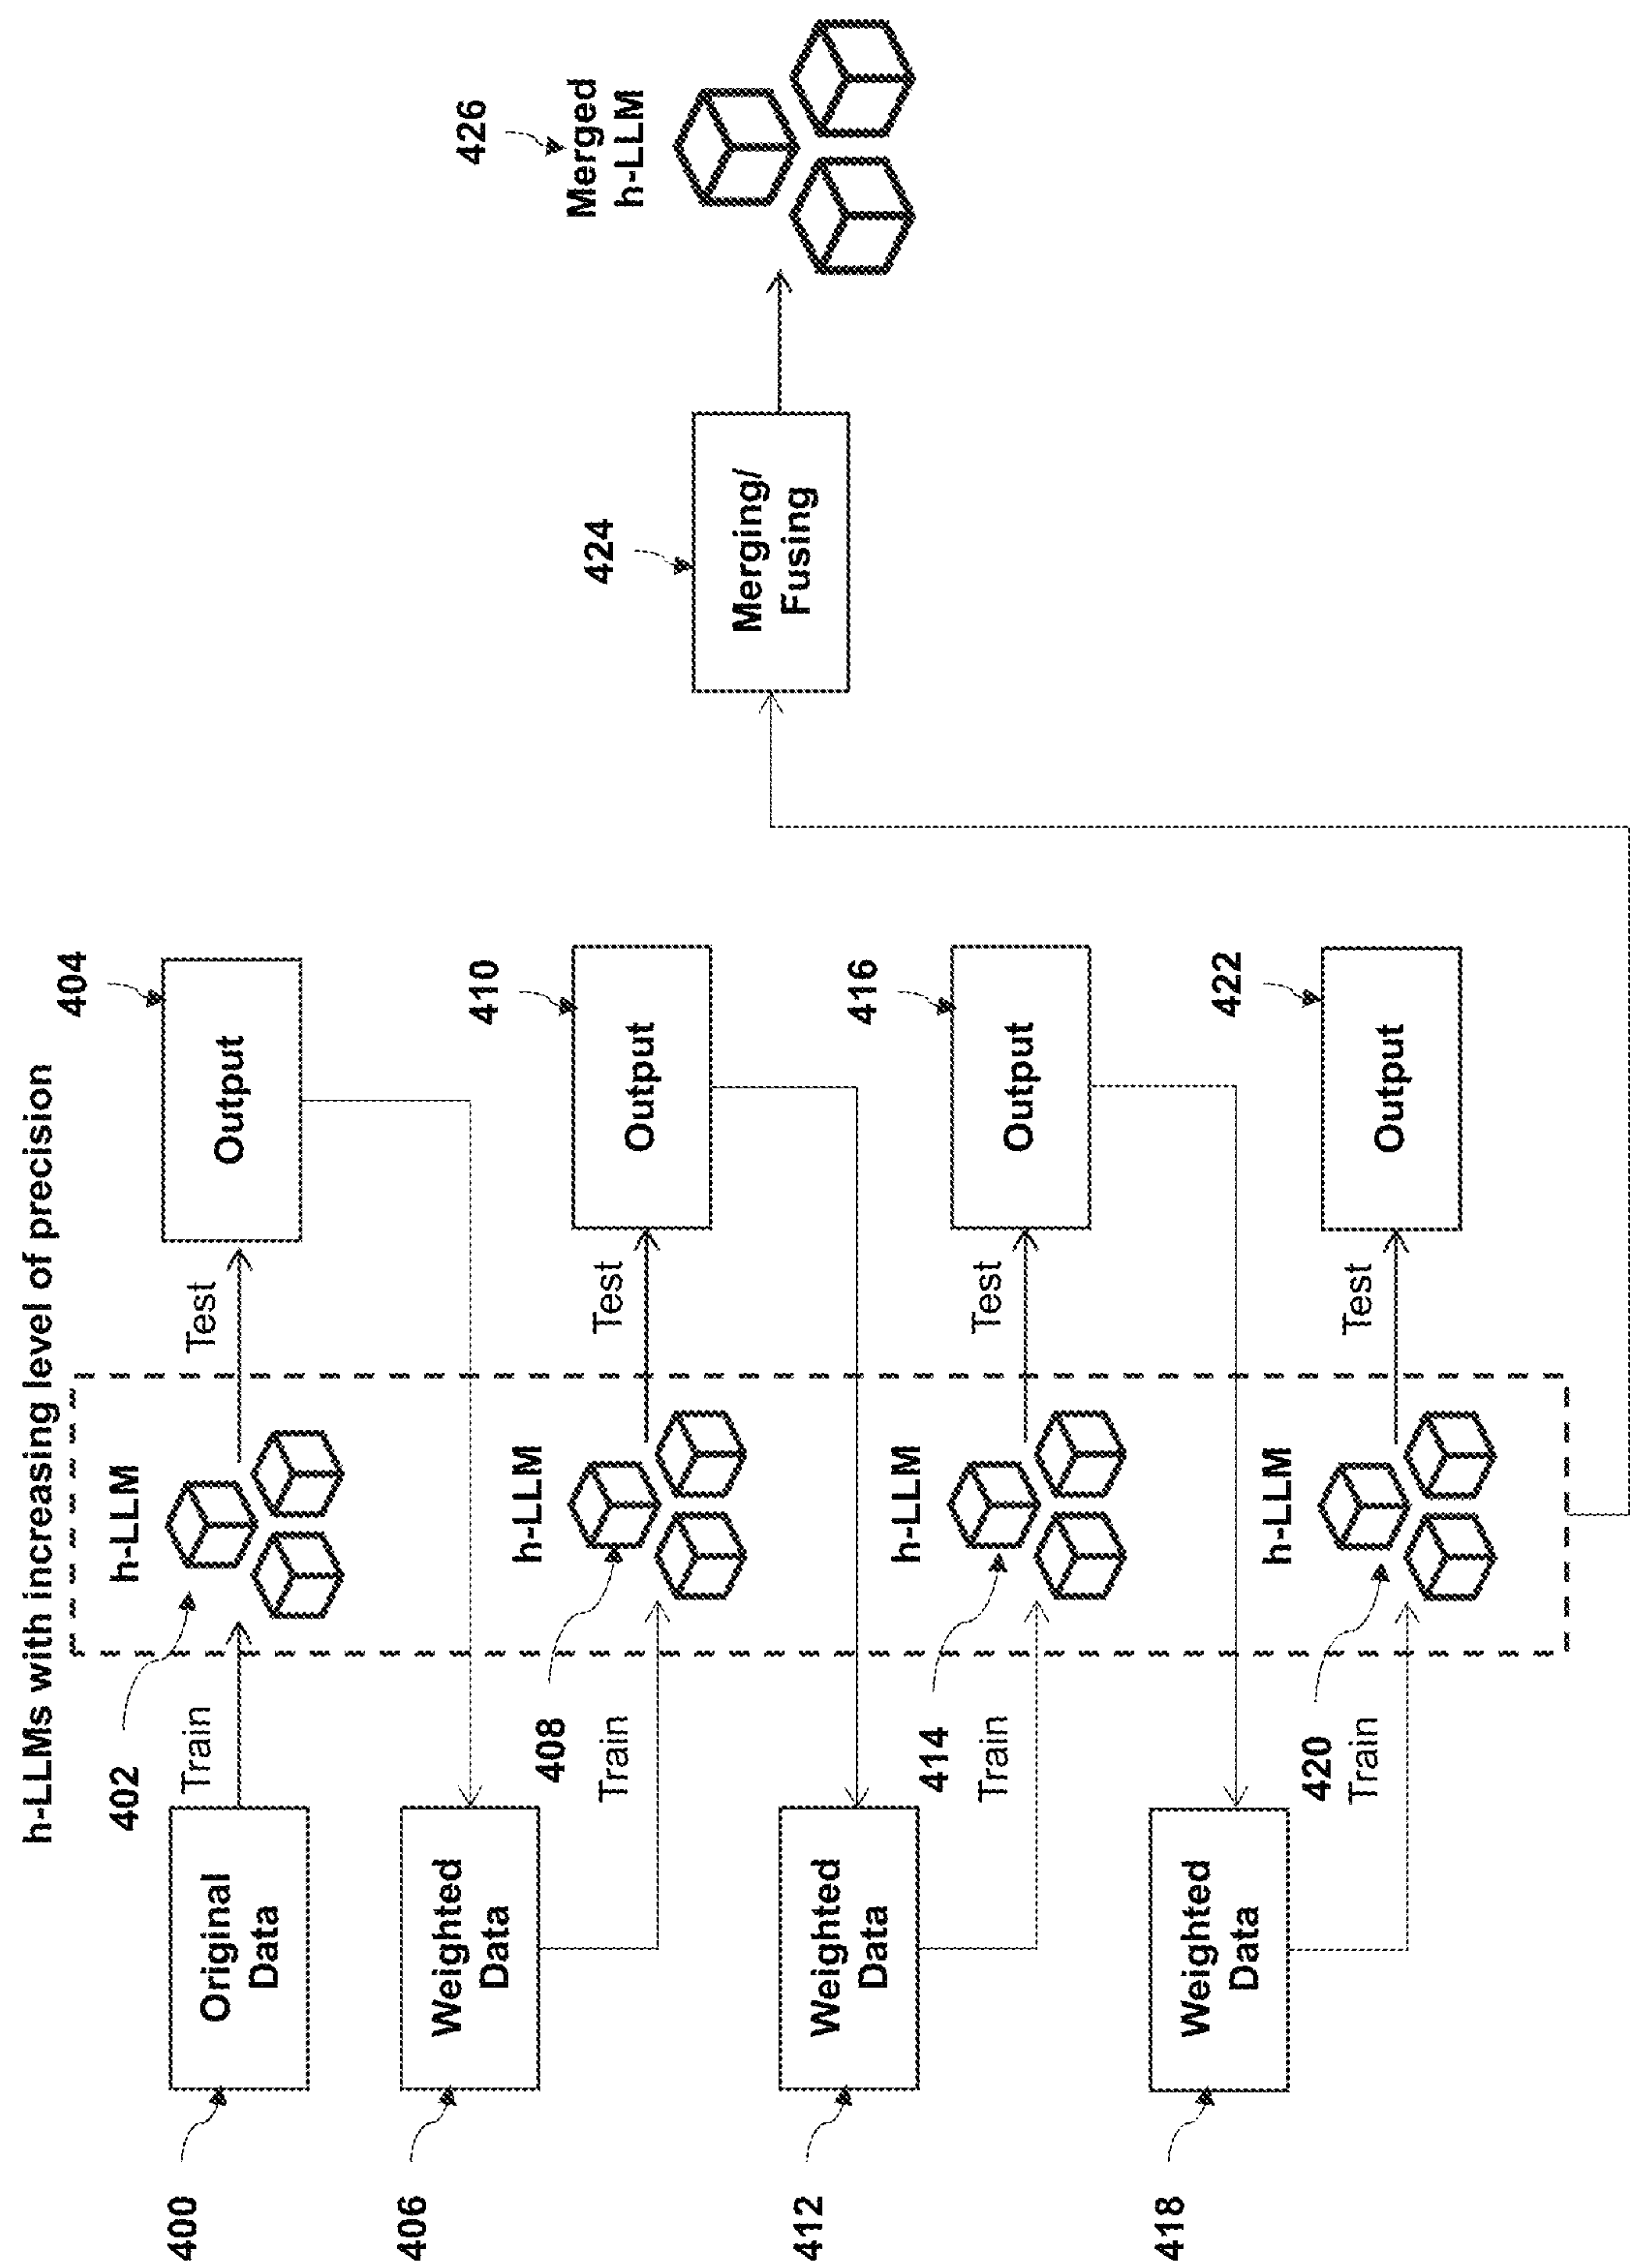 h-LLMs with increasing level of precision
400
Original
Data
402
Train
h-LLM
Test
Output
404
406
Weighted
Data
408
Train
h-LLM
Test
Output
410
412
Weighted
Data
414
Train
h-LLM
Test
Output
416
418
Weighted
Data
420
Train
h-LLM
Test
Output
422
424
Merging/
Fusing
426
Merged
h-LLM